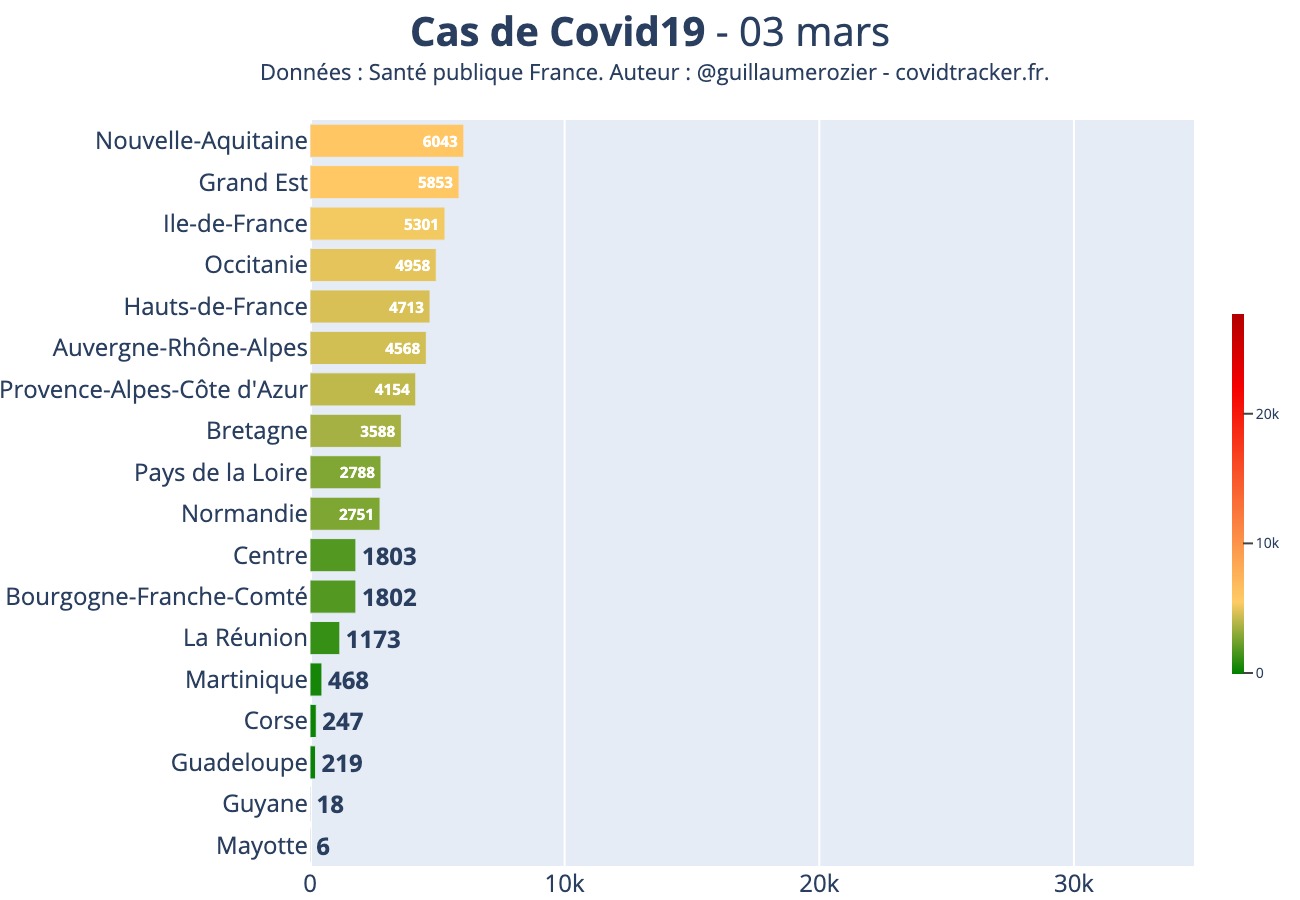 Cas de Covid19 - 03 mars
Données : Santé publique France. Auteur : @guillaumerozier - covidtracker.fr.
Nouvelle-Aquitaine 6043
Grand Est 5853
Ile-de-France 5301
Occitanie 4958
Hauts-de-France 4713
Auvergne-Rhône-Alpes 4568
Provence-Alpes-Côte d'Azur 4154
Bretagne 3588
Pays de la Loire 2788
Normandie 2751
Centre 1803
Bourgogne-Franche-Comté 1802
La Réunion 1173
Martinique 468
Corse 247
Guadeloupe 219
Guyane 18
Mayotte 6
0 10k 20k 30k
20k
10k
0